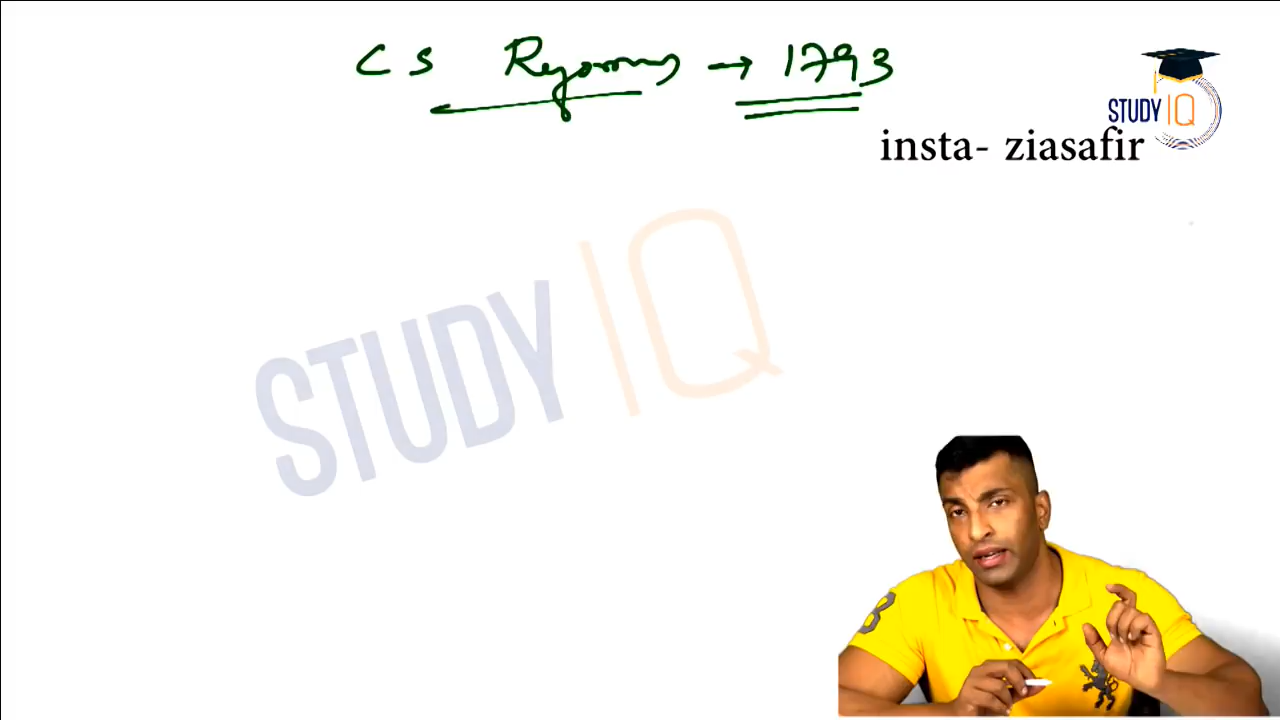 CS Reforms → 1793
STUDY IQ
insta- ziasafir
STUDY IQ